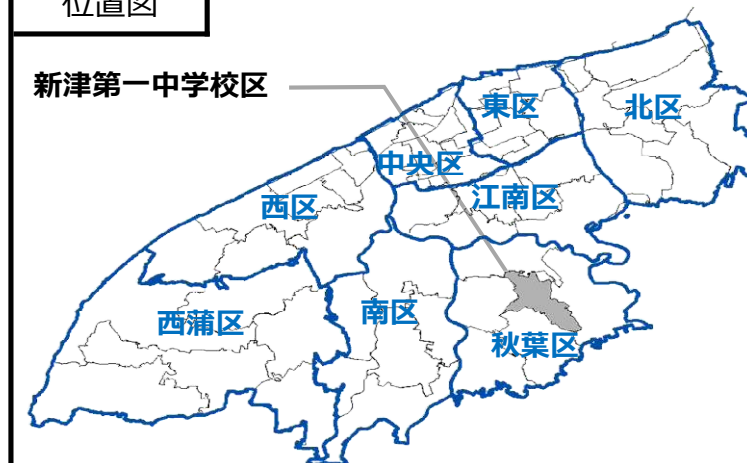 位置図
新津第一中学校区
東区
北区
中央区
江南区
西区
西蒲区
南区
秋葉区